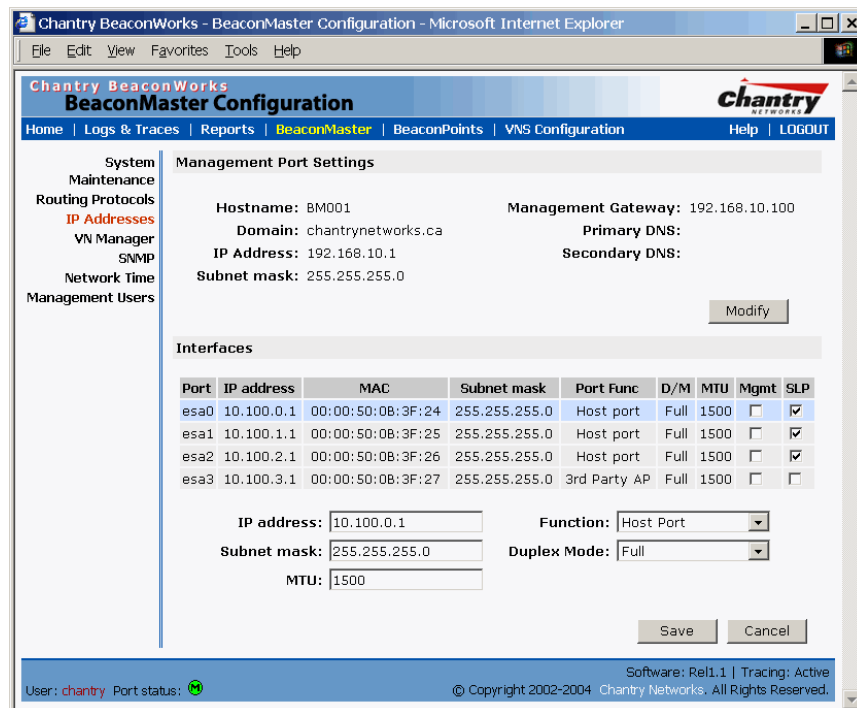 Chantry BeaconWorks - BeaconMaster Configuration - Microsoft Internet Explorer
File Edit View Favorites Tools Help
Chantry BeaconWorks
BeaconMaster Configuration
Chantry
NETWORKS
Home | Logs & Traces | Reports | BeaconMaster | BeaconPoints | VNS Configuration Help | LOGOUT
System Maintenance
Routing Protocols
IP Addresses
VN Manager
SNMP
Network Time
Management Users
Management Port Settings
Hostname: BM001 Management Gateway: 192.168.10.100
Domain: chantrynetworks.ca Primary DNS:
IP Address: 192.168.10.1 Secondary DNS:
Subnet mask: 255.255.255.0
Modify
Interfaces
Port IP address MAC Subnet mask Port Func D/M MTU Mgmt SLP
esa0 10.100.0.1 00:00:50:0B:3F:24 255.255.255.0 Host port Full 1500
esa1 10.100.1.1 00:00:50:0B:3F:25 255.255.255.0 Host port Full 1500
esa2 10.100.2.1 00:00:50:0B:3F:26 255.255.255.0 Host port Full 1500
esa3 10.100.3.1 00:00:50:0B:3F:27 255.255.255.0 3rd Party AP Full 1500
IP address: 10.100.0.1 Function: Host Port
Subnet mask: 255.255.255.0 Duplex Mode: Full
MTU: 1500
Save Cancel
Software: Rel1.1 | Tracing: Active
User: chantry Port status: M © Copyright 2002-2004 Chantry Networks. All Rights Reserved.